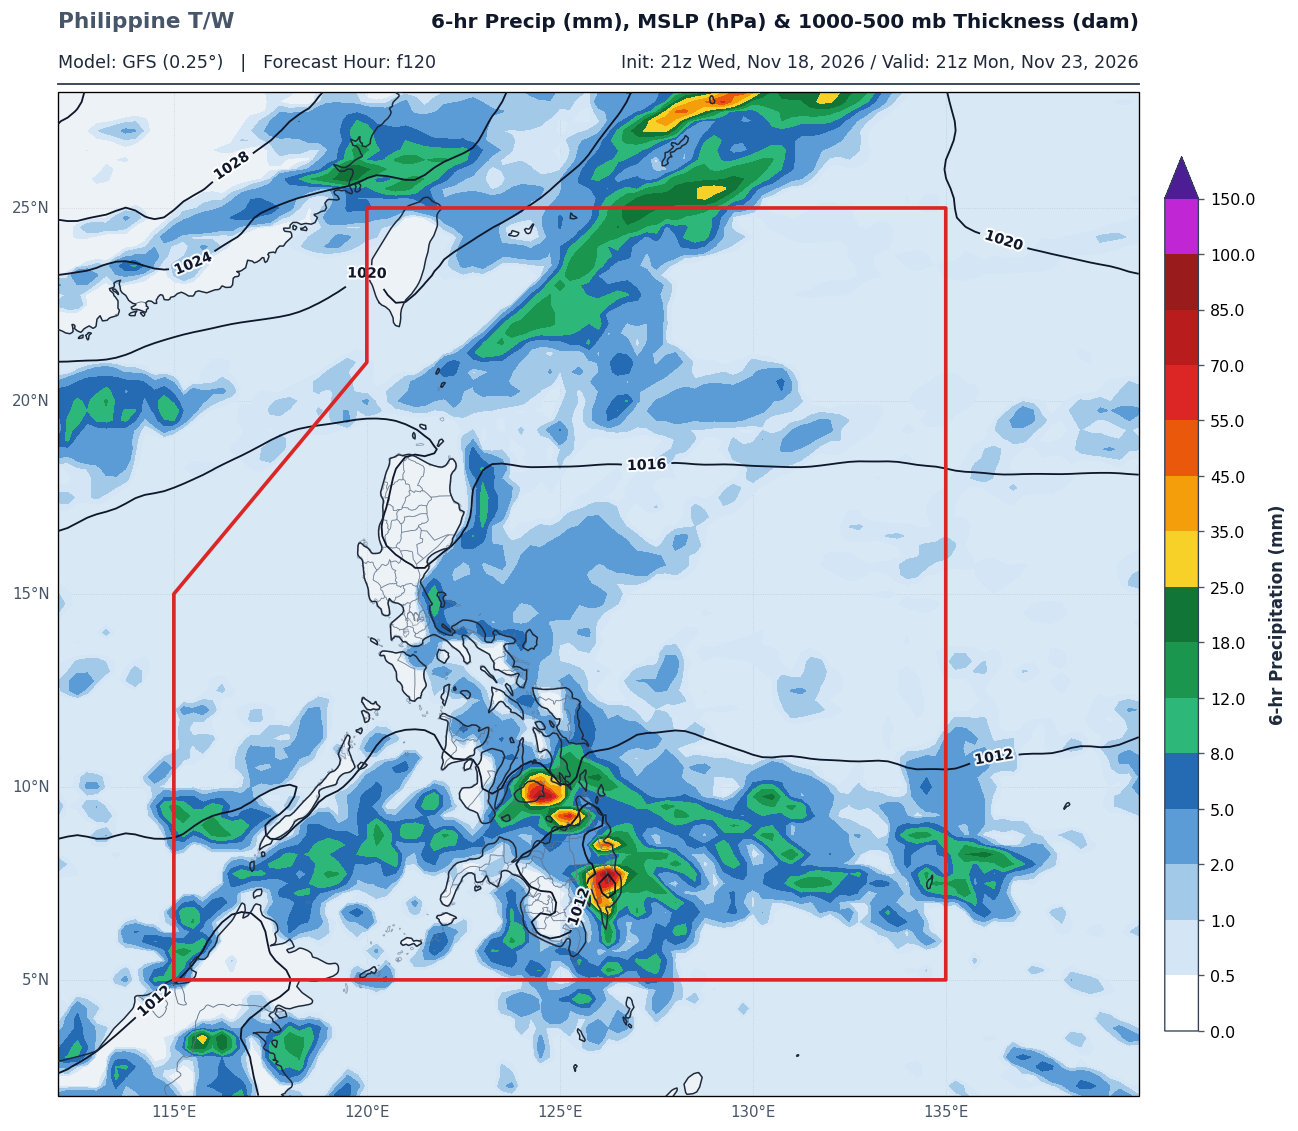 Philippine T/W
6-hr Precip (mm), MSLP (hPa) & 1000-500 mb Thickness (dam)
Model: GFS (0.25°) | Forecast Hour: f120
Init: 21z Wed, Nov 18, 2026 / Valid: 21z Mon, Nov 23, 2026
1028
1024
1020
1020
1016
1012
1012
1012
25°N
20°N
15°N
10°N
5°N
115°E
120°E
125°E
130°E
135°E
150.0
100.0
85.0
70.0
55.0
45.0
35.0
25.0
18.0
12.0
8.0
5.0
2.0
1.0
0.5
0.0
6-hr Precipitation (mm)